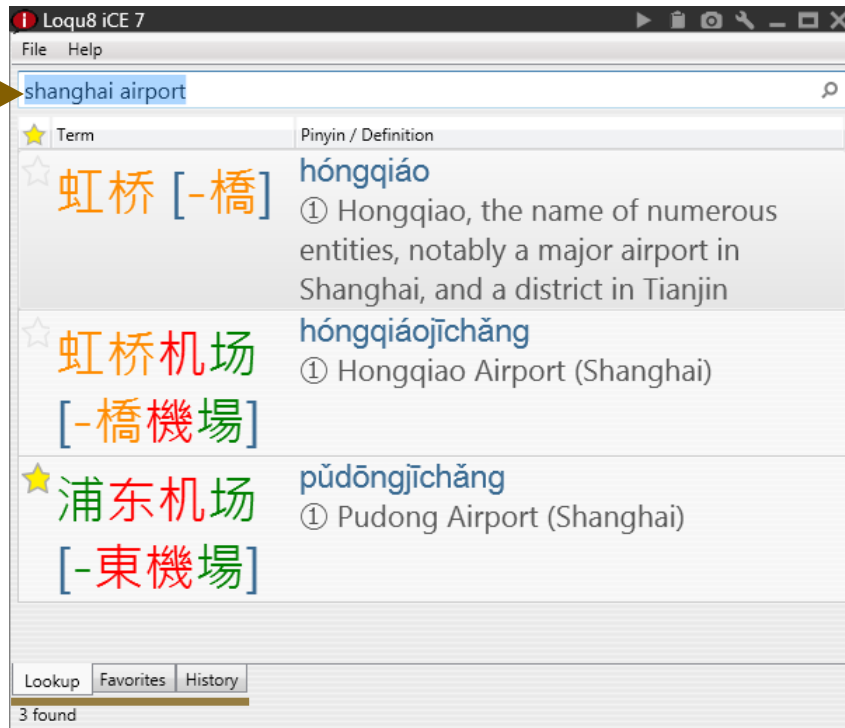 Loqu8 iCE 7
File Help
shanghai airport
Term Pinyin / Definition
虹桥 [-橋] hóngqiáo
① Hongqiao, the name of numerous
entities, notably a major airport in
Shanghai, and a district in Tianjin
虹桥机场 hóngqiáojīchǎng
[-橋機場] ① Hongqiao Airport (Shanghai)
浦东机场 pǔdōngjīchǎng
[-東機場] ① Pudong Airport (Shanghai)
Lookup Favorites History
3 found